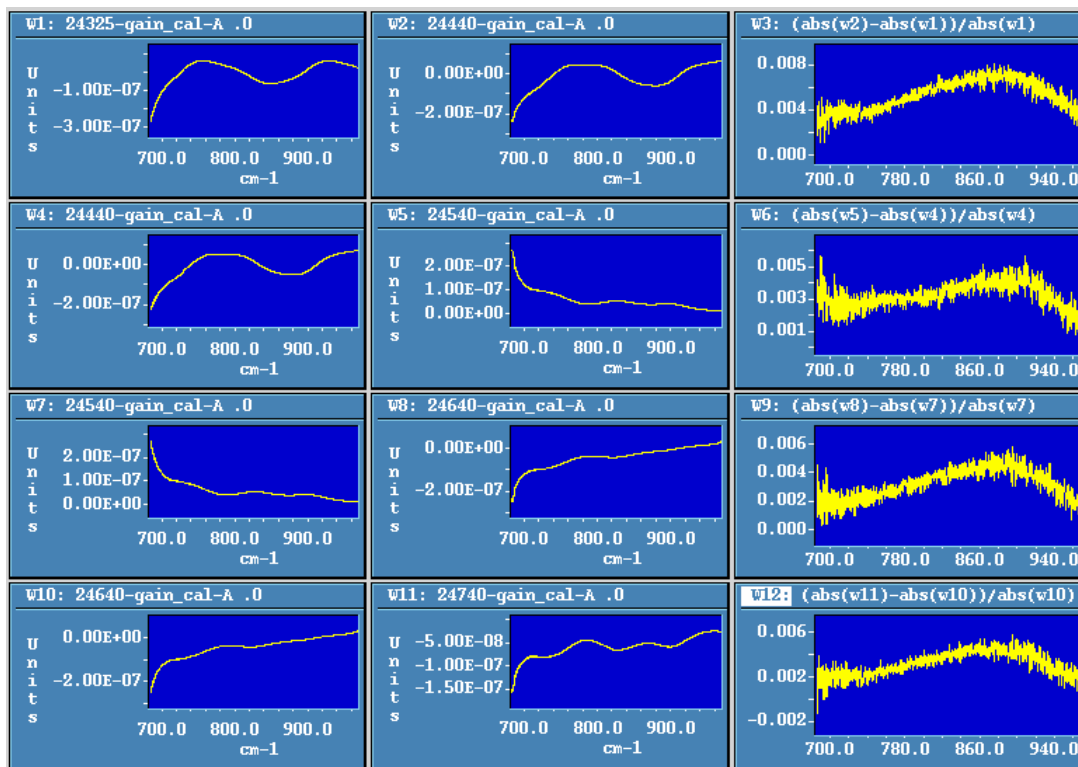 W1: 24325-gain_cal-A .0
Units
-1.00E-07
-3.00E-07
700.0 800.0 900.0
cm-1
W2: 24440-gain_cal-A .0
Units
0.00E+00
-2.00E-07
700.0 800.0 900.0
cm-1
W3: (abs(w2)-abs(w1))/abs(w1)
0.008
0.004
0.000
700.0 780.0 860.0 940.0
W4: 24440-gain_cal-A .0
Units
0.00E+00
-2.00E-07
700.0 800.0 900.0
cm-1
W5: 24540-gain_cal-A .0
Units
2.00E-07
1.00E-07
0.00E+00
700.0 800.0 900.0
cm-1
W6: (abs(w5)-abs(w4))/abs(w4)
0.005
0.003
0.001
700.0 780.0 860.0 940.0
W7: 24540-gain_cal-A .0
Units
2.00E-07
1.00E-07
0.00E+00
700.0 800.0 900.0
cm-1
W8: 24640-gain_cal-A .0
Units
0.00E+00
-2.00E-07
700.0 800.0 900.0
cm-1
W9: (abs(w8)-abs(w7))/abs(w7)
0.006
0.004
0.002
0.000
700.0 780.0 860.0 940.0
W10: 24640-gain_cal-A .0
Units
0.00E+00
-2.00E-07
700.0 800.0 900.0
cm-1
W11: 24740-gain_cal-A .0
Units
-5.00E-08
-1.00E-07
-1.50E-07
700.0 800.0 900.0
cm-1
W12: (abs(w11)-abs(w10))/abs(w10)
0.006
0.002
-0.002
700.0 780.0 860.0 940.0